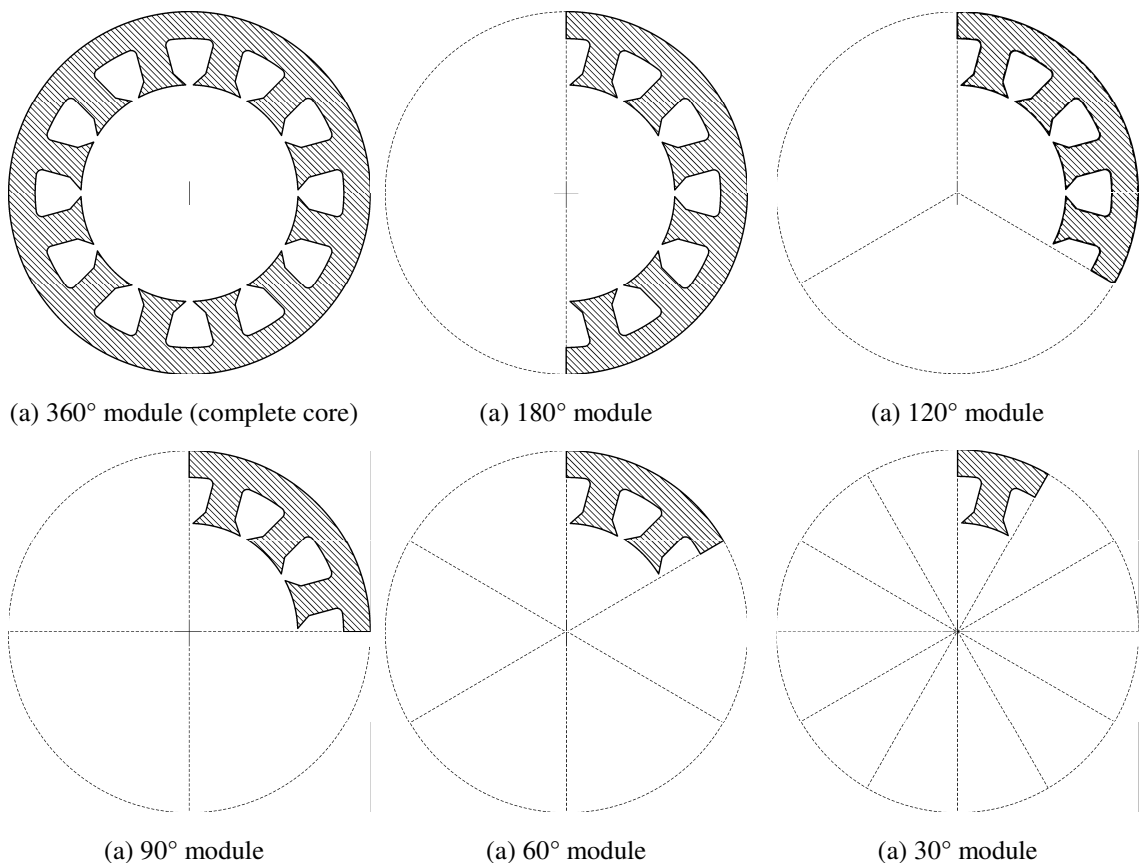 (a) 360° module (complete core)
(a) 180° module
(a) 120° module
(a) 90° module
(a) 60° module
(a) 30° module